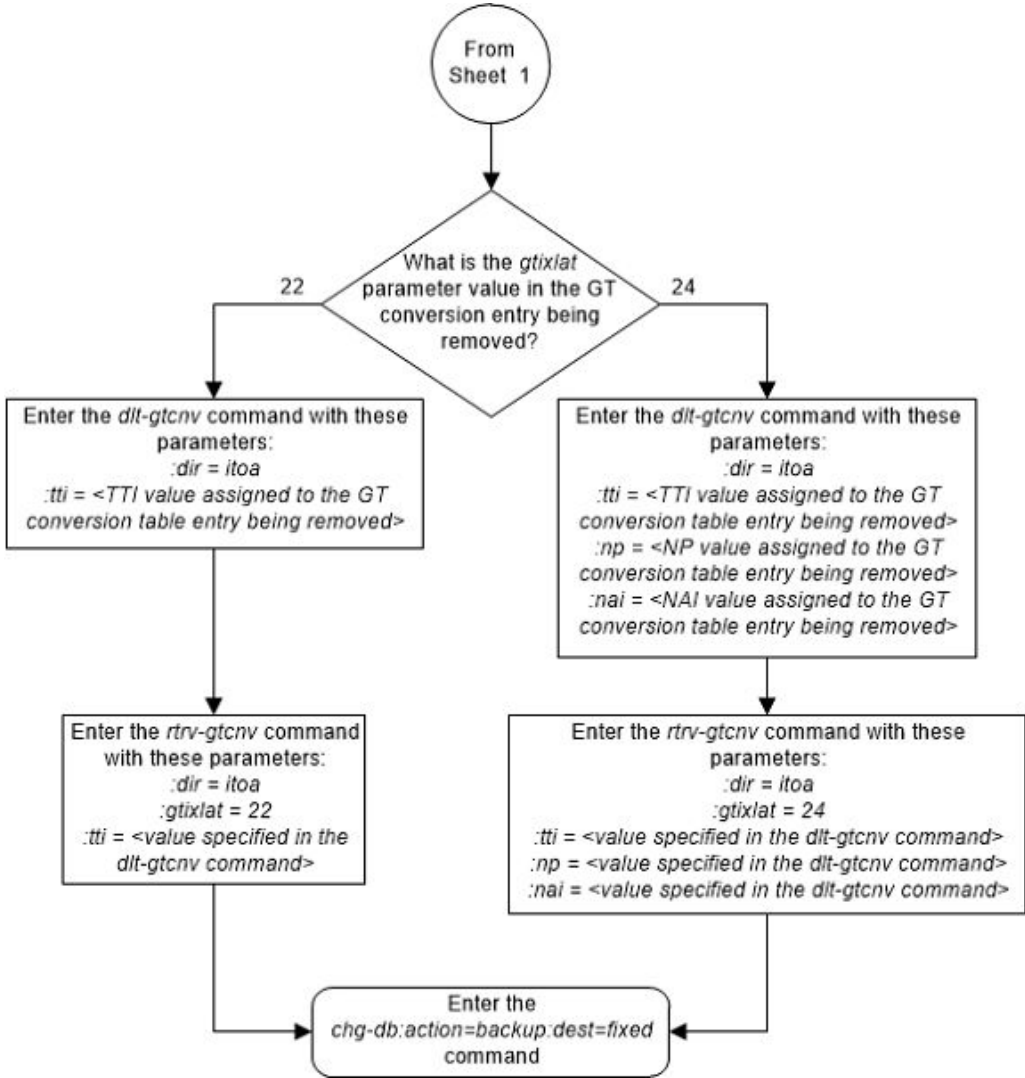 From
Sheet 1
What is the gtixlat
parameter value in the GT
conversion entry being
removed?
22
24
Enter the dlt-gtcnv command with these
parameters:
:dir = itoa
:tti = <TTI value assigned to the GT
conversion table entry being removed>
Enter the dlt-gtcnv command with these
parameters:
:dir = itoa
:tti = <TTI value assigned to the GT
conversion table entry being removed>
:np = <NP value assigned to the GT
conversion table entry being removed>
:nai = <NAI value assigned to the GT
conversion table entry being removed>
Enter the rtrv-gtcnv command
with these parameters:
:dir = itoa
:gtixlat = 22
:tti = <value specified in the
dlt-gtcnv command>
Enter the rtrv-gtcnv command with these
parameters:
:dir = itoa
:gtixlat = 24
:tti = <value specified in the dlt-gtcnv command>
:np = <value specified in the dlt-gtcnv command>
:nai = <value specified in the dlt-gtcnv command>
Enter the
chg-db:action=backup:dest=fixed
command